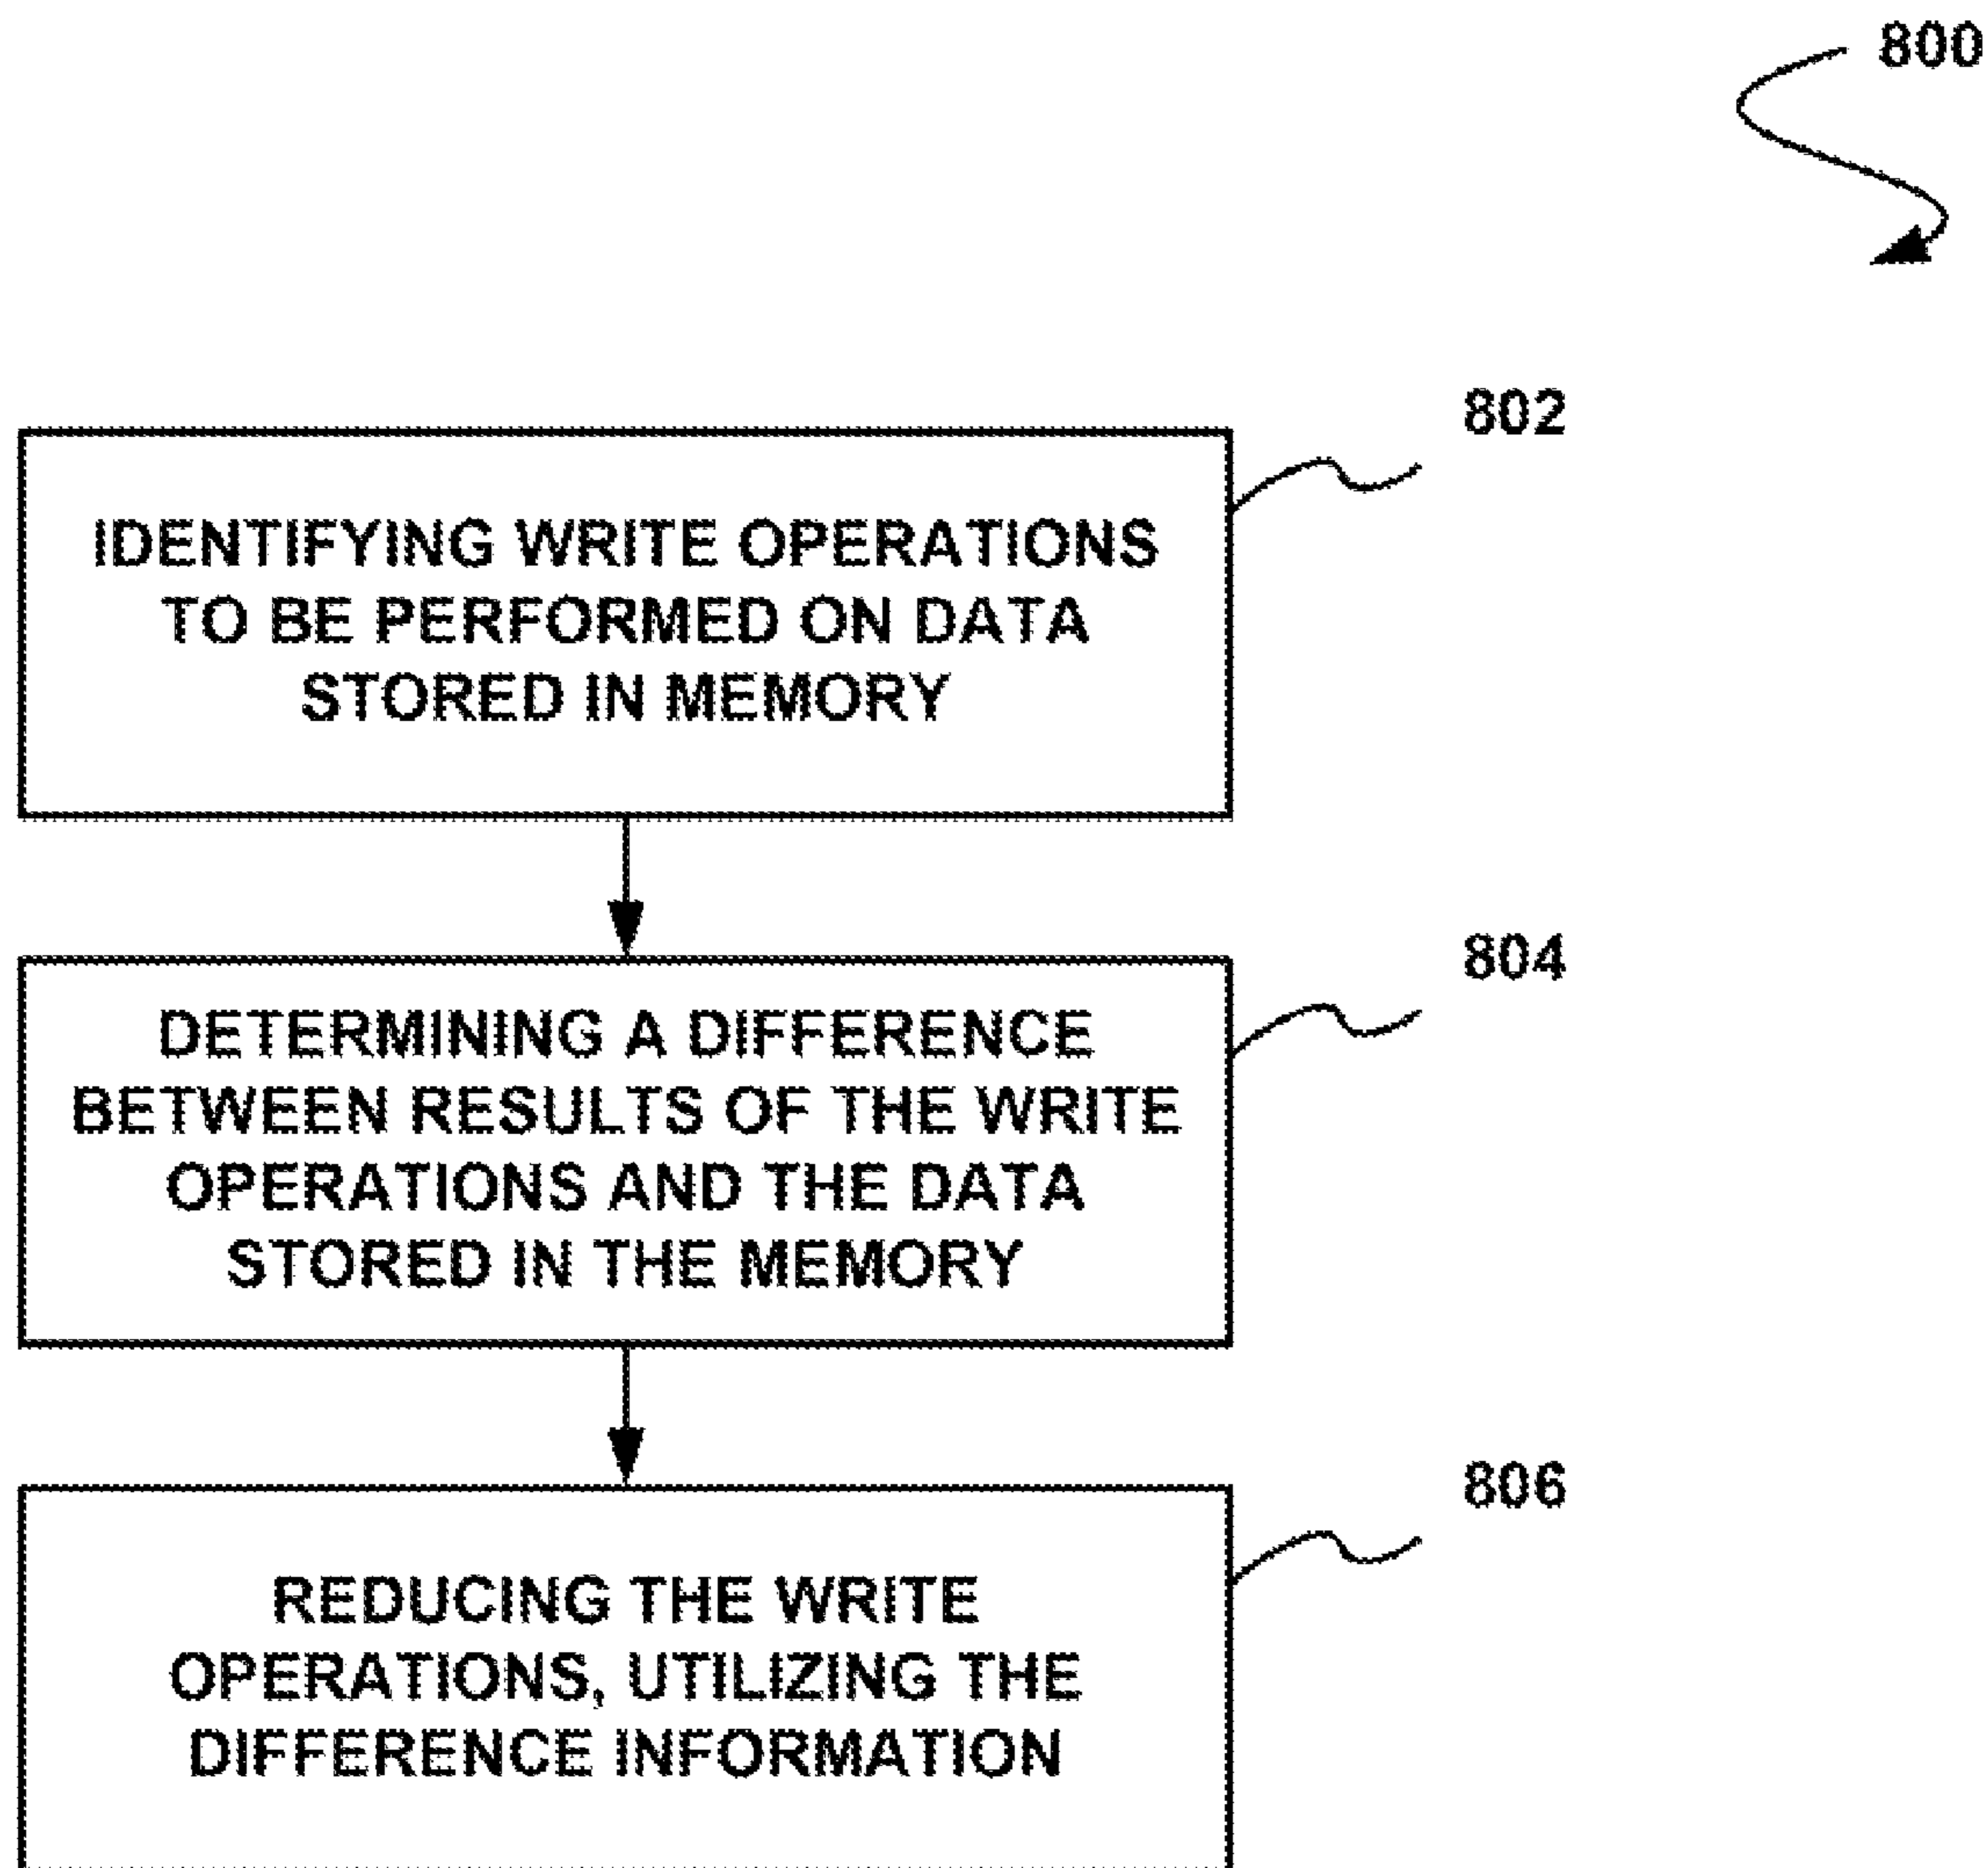 800
802
IDENTIFYING WRITE OPERATIONS
TO BE PERFORMED ON DATA
STORED IN MEMORY
804
DETERMINING A DIFFERENCE
BETWEEN RESULTS OF THE WRITE
OPERATIONS AND THE DATA
STORED IN THE MEMORY
806
REDUCING THE WRITE
OPERATIONS, UTILIZING THE
DIFFERENCE INFORMATION